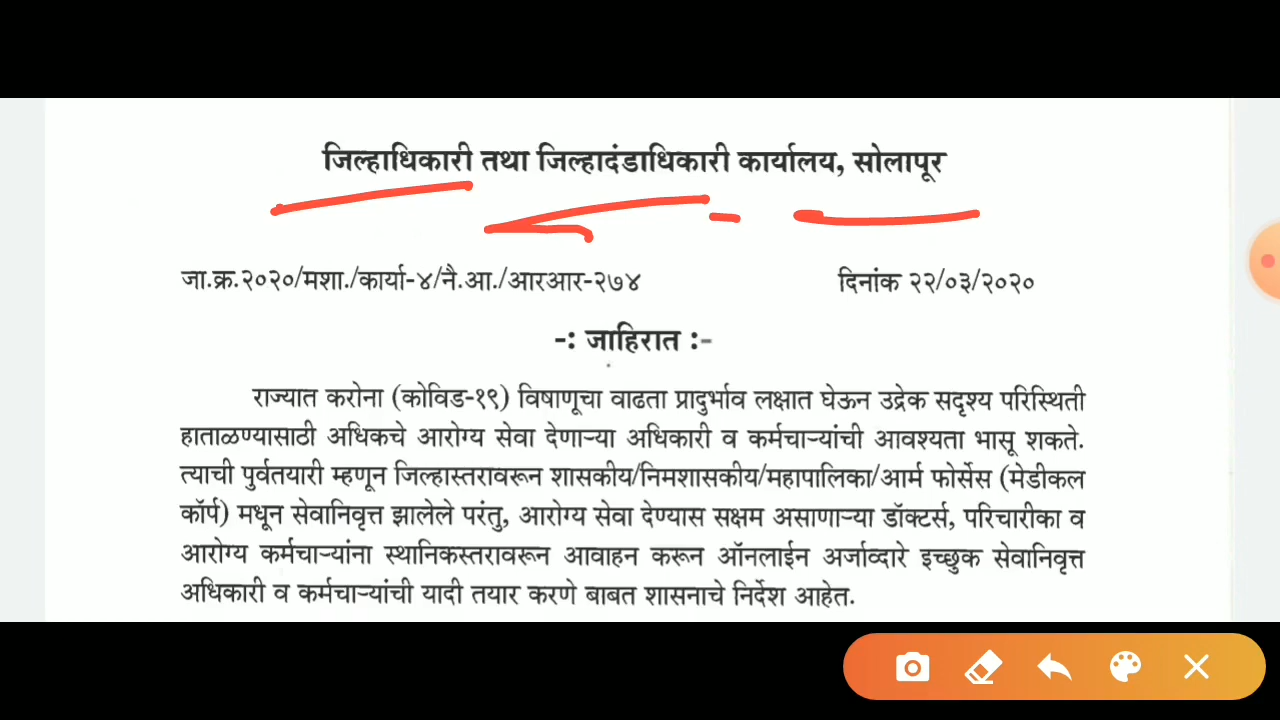 जिल्हाधिकारी तथा जिल्हादंडाधिकारी कार्यालय, सोलापूर
जा.क्र.२०२०/मशा./कार्या-४/नै.आ./आरआर-२७४ दिनांक २२/०३/२०२०
-: जाहिरात :-
राज्यात करोना (कोविड-१९) विषाणूचा वाढता प्रादुर्भाव लक्षात घेऊन उद्रेक सदृश्य परिस्थिती
हाताळण्यासाठी अधिकचे आरोग्य सेवा देणाऱ्या अधिकारी व कर्मचाऱ्यांची आवश्यता भासू शकते.
त्याची पुर्वतयारी म्हणून जिल्हास्तरावरून शासकीय/निमशासकीय/महापालिका/आर्म फोर्सेस (मेडीकल
कॉर्प) मधून सेवानिवृत्त झालेले परंतु, आरोग्य सेवा देण्यास सक्षम असाणाऱ्या डॉक्टर्स, परिचारीका व
आरोग्य कर्मचाऱ्यांना स्थानिकस्तरावरून आवाहन करून ऑनलाईन अर्जाव्दारे इच्छुक सेवानिवृत्त
अधिकारी व कर्मचाऱ्यांची यादी तयार करणे बाबत शासनाचे निर्देश आहेत.